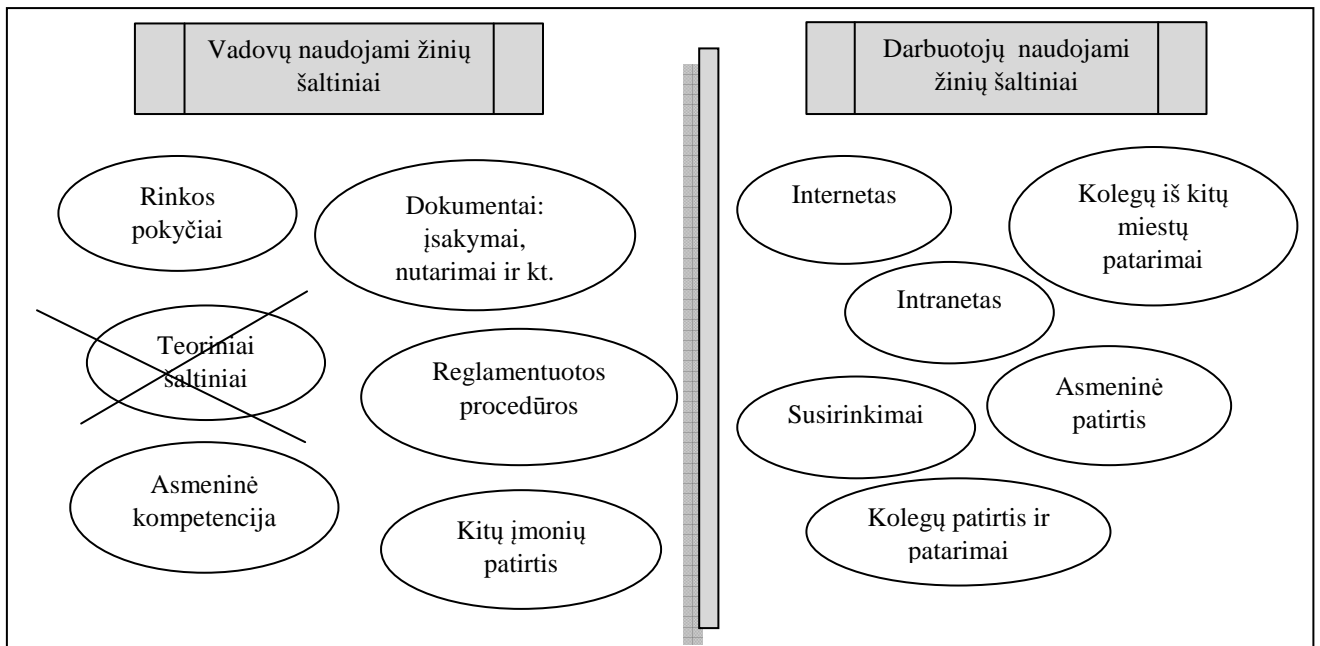 Vadovų naudojami žinių
šaltiniai
Rinkos
pokyčiai
Dokumentai:
įsakymai,
nutarimai ir kt.
Teoriniai
šaltiniai
Reglamentuotos
procedūros
Asmeninė
kompetencija
Kitų įmonių
patirtis
Darbuotojų  naudojami
žinių šaltiniai
Internetas
Kolegų iš kitų
miestų
patarimai
Intranetas
Asmeninė
patirtis
Susirinkimai
Kolegų patirtis ir
patarimai